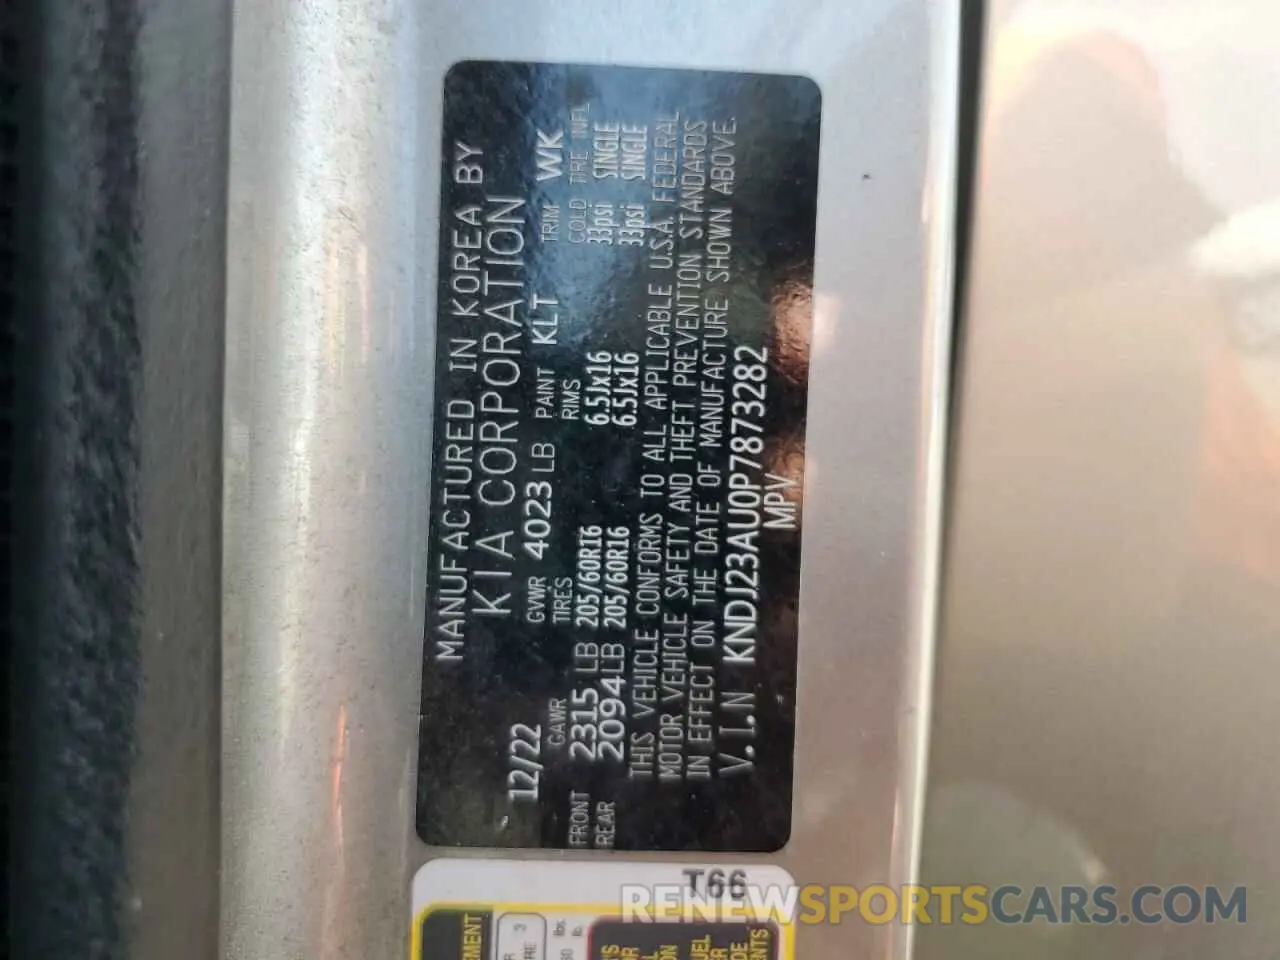 MANUFACTURED IN KOREA BY
KIA CORPORATION
12/22 GVWR 4023 LB PAINT KLT TRIM WK
GAWR TIRES RIMS COLD TIRE INFL
FRONT 2315 LB 205/60R16 6.5Jx16 33psi SINGLE
REAR 2094 LB 205/60R16 6.5Jx16 33psi SINGLE
THIS VEHICLE CONFORMS TO ALL APPLICABLE U.S.A. FEDERAL
MOTOR VEHICLE SAFETY AND THEFT PREVENTION STANDARDS
IN EFFECT ON THE DATE OF MANUFACTURE SHOWN ABOVE.
V.I.N KNDJ23AU0P7873282
MPV
T66
RENEWSPORTSCARS.COM